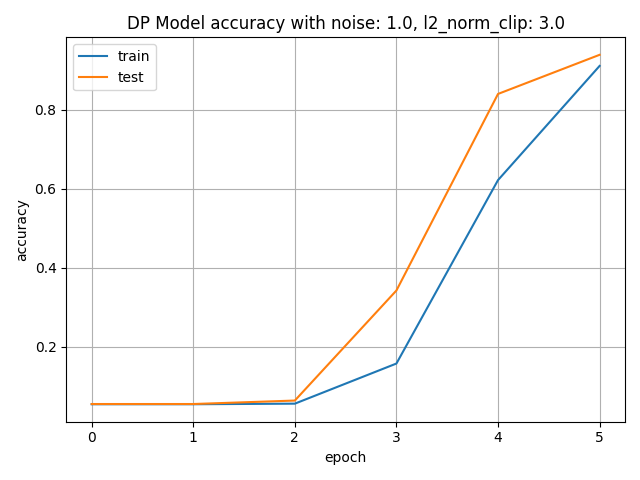 DP Model accuracy with noise: 1.0, l2_norm_clip: 3.0
train
test
0.8
0.6
0.4
0.2
accuracy
0 1 2 3 4 5
epoch